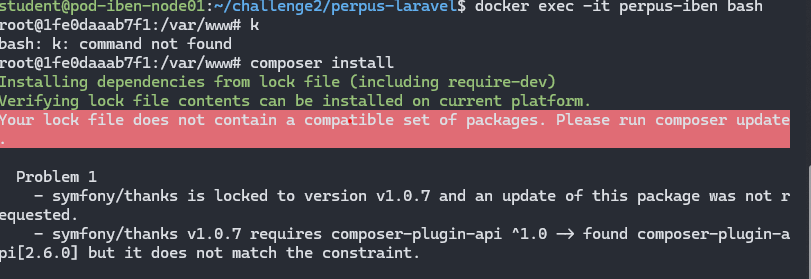 student@pod-iben-node01:~/challenge2/perpus-laravel$ docker exec -it perpus-iben bash
root@1fe0daaab7f1:/var/www# k
bash: k: command not found
root@1fe0daaab7f1:/var/www# composer install
Installing dependencies from lock file (including require-dev)
Verifying lock file contents can be installed on current platform.
Your lock file does not contain a compatible set of packages. Please run composer update
.
Problem 1
- symfony/thanks is locked to version v1.0.7 and an update of this package was not r
equested.
- symfony/thanks v1.0.7 requires composer-plugin-api ^1.0 -> found composer-plugin-a
pi[2.6.0] but it does not match the constraint.